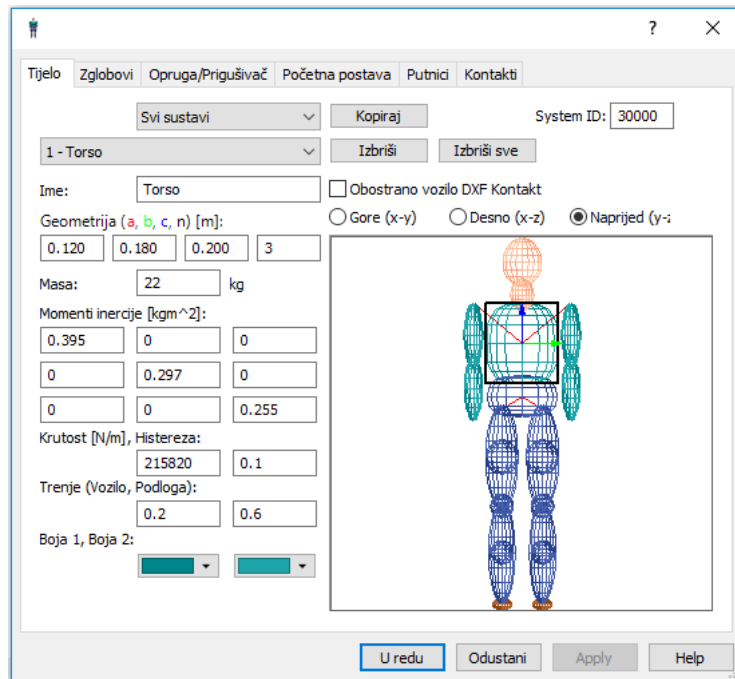 ?
Tijelo Zglobovi Opruga/Prigušivač Početna postava Putnici Kontakti
Svi sustavi Kopiraj System ID: 30000
1 - Torso Izbriši Izbriši sve
Ime: Torso Obostrano vozilo DXF Kontakt
Geometrija (a, b, c, n) [m]: Gore (x-y) Desno (x-z) Naprijed (y-z
0.120 0.180 0.200 3
Masa: 22 kg
Momenti inercije [kgm^2]:
0.395 0 0
0 0.297 0
0 0 0.255
Krutost [N/m], Histereza:
215820 0.1
Trenje (Vozilo, Podloga):
0.2 0.6
Boja 1, Boja 2:
U redu Odustani Apply Help